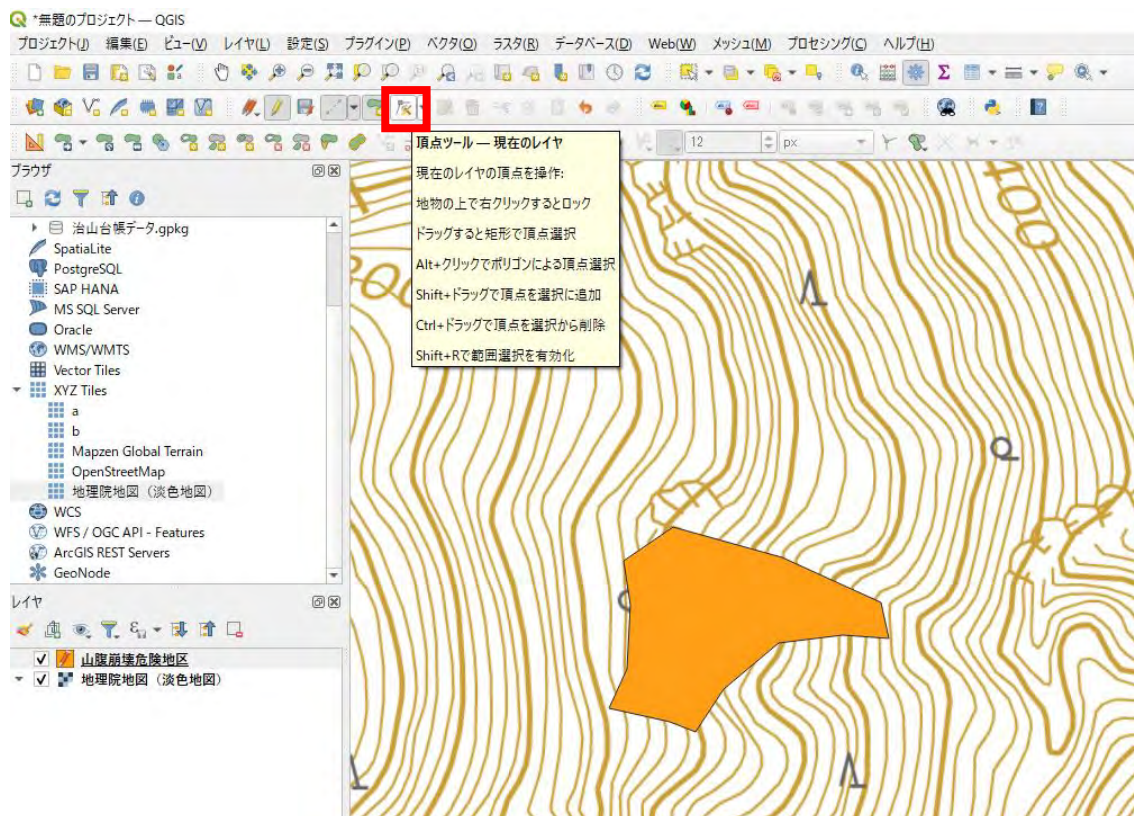 *無題のプロジェクト — QGIS
プロジェクト(J) 編集(E) ビュー(V) レイヤ(L) 設定(S) プラグイン(P) ベクタ(O) ラスタ(R) データベース(D) Web(W) メッシュ(M) プロセシング(C) ヘルプ(H)
12 px
頂点ツール — 現在のレイヤ
現在のレイヤの頂点を操作:
地物の上で右クリックするとロック
ドラッグすると矩形で頂点選択
Alt+クリックでポリゴンによる頂点選択
Shift+ドラッグで頂点を選択に追加
Ctrl+ドラッグで頂点を選択から削除
Shift+Rで範囲選択を有効化
ブラウザ
治山台帳データ.gpkg
SpatiaLite
PostgreSQL
SAP HANA
MS SQL Server
Oracle
WMS/WMTS
Vector Tiles
XYZ Tiles
a
b
Mapzen Global Terrain
OpenStreetMap
地理院地図（淡色地図）
WCS
WFS / OGC API - Features
ArcGIS REST Servers
GeoNode
レイヤ
山腹崩壊危険地区
地理院地図（淡色地図）
400